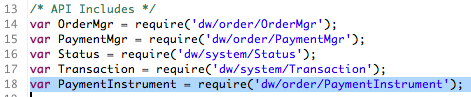 13 /* API Includes */
14 var OrderMgr = require('dw/order/OrderMgr');
15 var PaymentMgr = require('dw/order/PaymentMgr');
16 var Status = require('dw/system/Status');
17 var Transaction = require('dw/system/Transaction');
18 var PaymentInstrument = require('dw/order/PaymentInstrument');